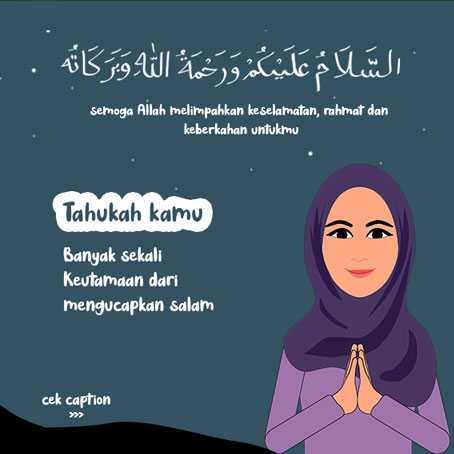 السَّلَامُ عَلَيْكُمْ وَرَحْمَةُ اللهِ وَبَرَكَاتُه
semoga Allah melimpahkan keselamatan, rahmat dan
keberkahan untukmu
Tahukah kamu
Banyak sekali
Keutamaan dari
mengucapkan salam
cek caption
>>>